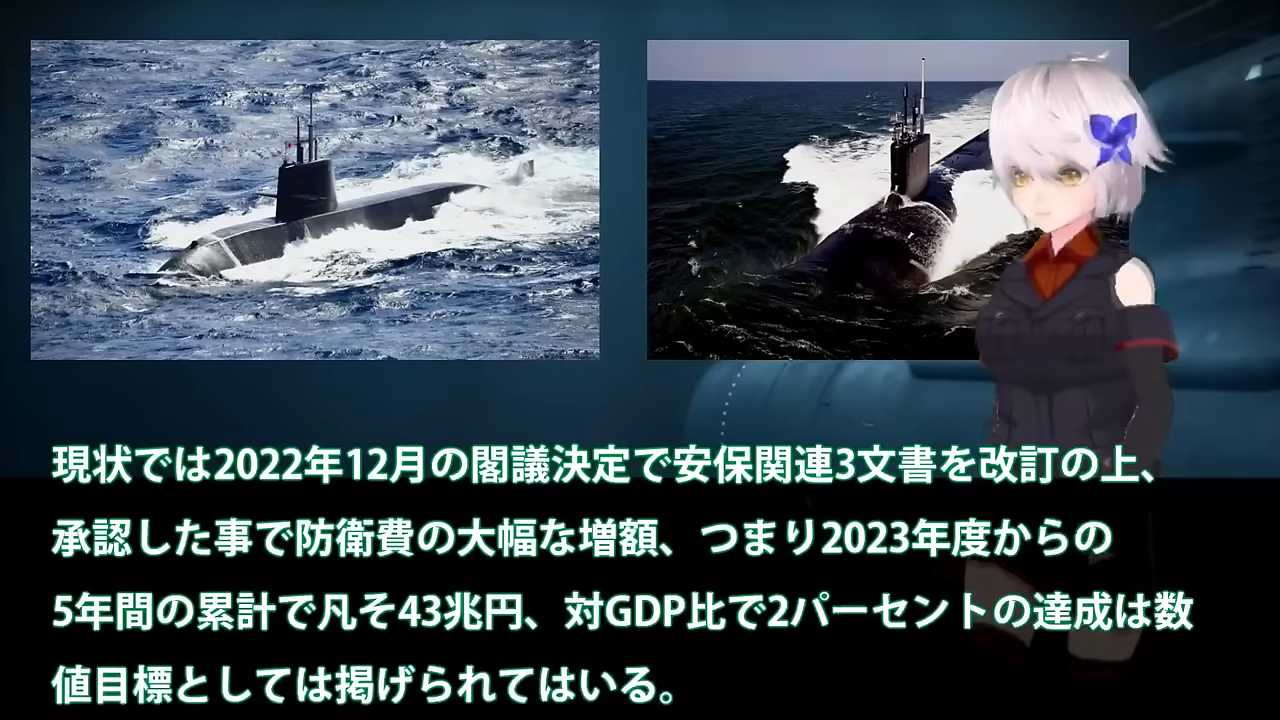 現状では2022年12月の閣議決定で安保関連3文書を改訂の上、
承認した事で防衛費の大幅な増額、つまり2023年度からの
5年間の累計で凡そ43兆円、対GDP比で2パーセントの達成は数
値目標としては掲げられてはいる。